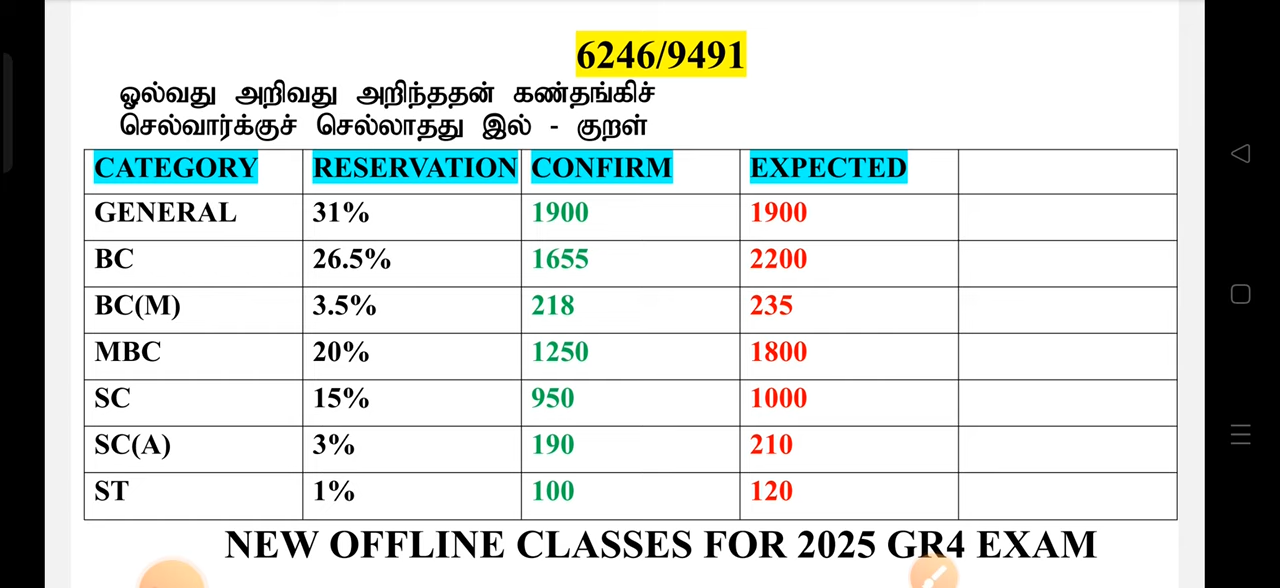 6246/9491
ஓல்வது அறிவது அறிந்ததன் கண்தங்கிச்
செல்வார்க்குச் செல்லாதது இல் - குறள்
CATEGORY RESERVATION CONFIRM EXPECTED
GENERAL 31% 1900 1900
BC 26.5% 1655 2200
BC(M) 3.5% 218 235
MBC 20% 1250 1800
SC 15% 950 1000
SC(A) 3% 190 210
ST 1% 100 120
NEW OFFLINE CLASSES FOR 2025 GR4 EXAM